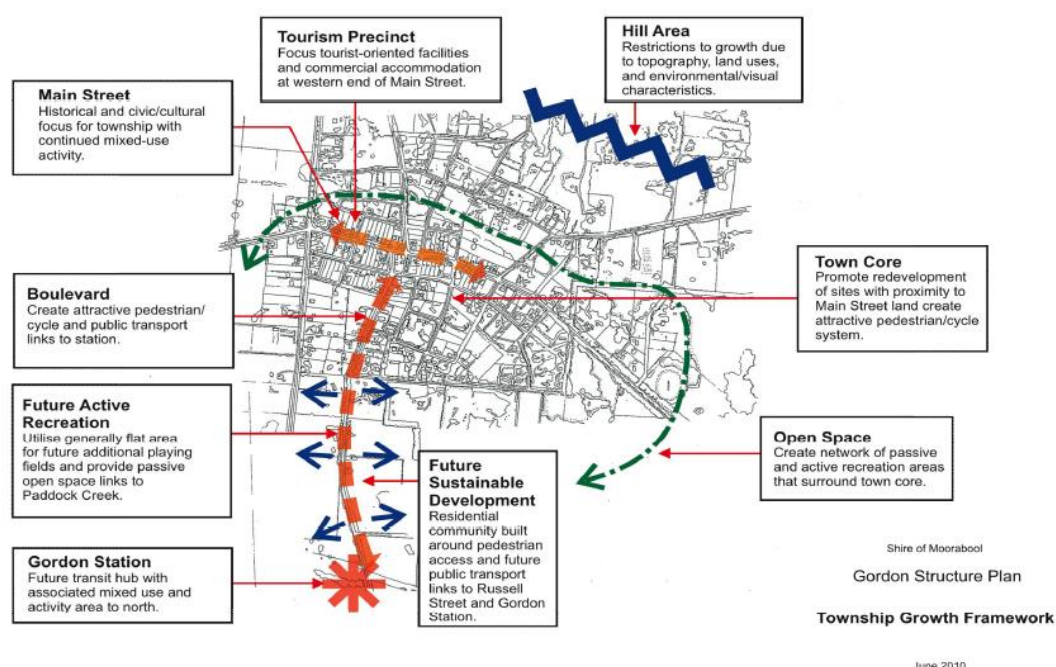 Tourism Precinct
Focus tourist-oriented facilities
and commercial accommodation
at western end of Main Street.
Hill Area
Restrictions to growth due
to topography, land uses,
and environmental/visual
characteristics.
Main Street
Historical and civic/cultural
focus for township with
continued mixed-use
activity.
Town Core
Promote redevelopment
of sites with proximity to
Main Street land create
attractive pedestrian/cycle
system.
Boulevard
Create attractive pedestrian/
cycle and public transport
links to station.
Future Active
Recreation
Utilise generally flat area
for future additional playing
fields and provide passive
open space links to
Paddock Creek.
Open Space
Create network of passive
and active recreation areas
that surround town core.
Future
Sustainable
Development
Residential
community built
around pedestrian
access and future
public transport
links to Russell
Street and Gordon
Station.
Gordon Station
Future transit hub with
associated mixed use and
activity area to north.
Shire of Moorabool
Gordon Structure Plan
Township Growth Framework
June 2010